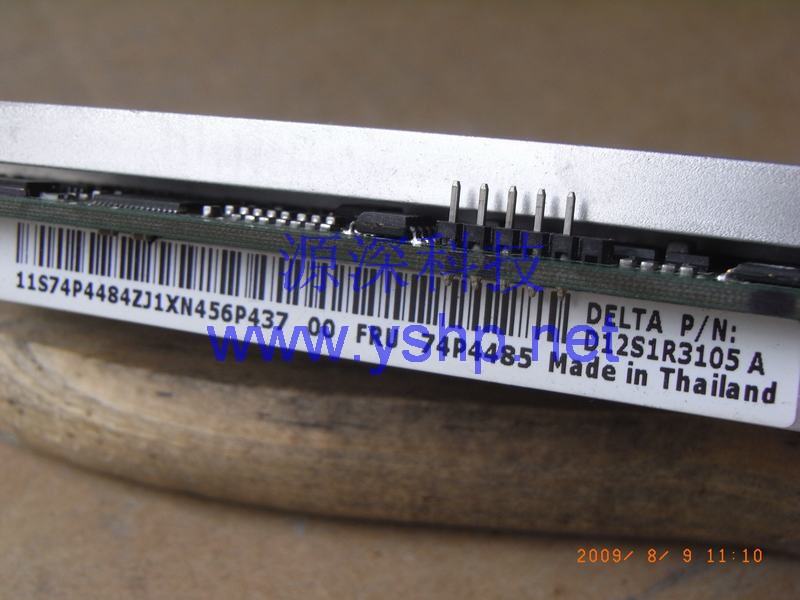 源深科技
11S74P4484ZJ1XN456P437 00 FRU 74P4485
DELTA P/N:
D12S1R3105 A
Made in Thailand
www.yshp.net
2009/ 8/ 9 11:10